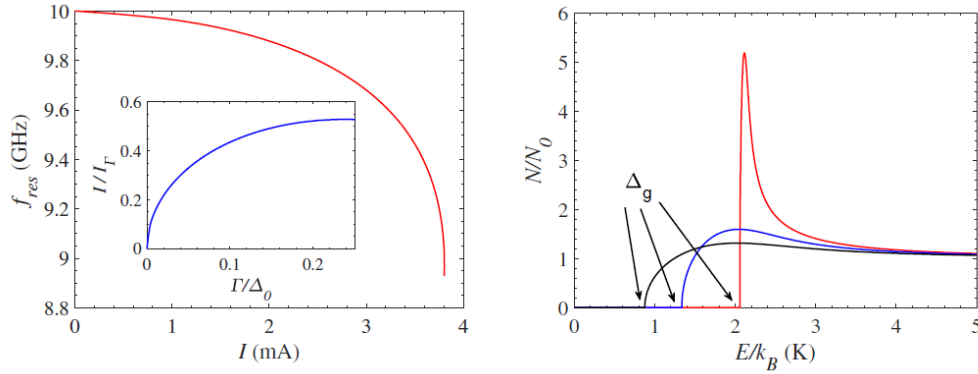 10
9.8
9.6
9.4
9.2
9
8.8
f_res (GHz)
0 1 2 3 4
I (mA)
0.6
0.4
0.2
0
I / I_Γ
0 0.1 0.2
Γ/Δ_0
6
5
4
3
2
1
0
N/N_0
Δ_g
0 1 2 3 4 5
E/k_B (K)